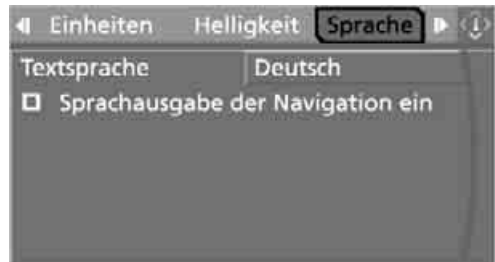 Einheiten Helligkeit Sprache
Textsprache Deutsch
Sprachausgabe der Navigation ein